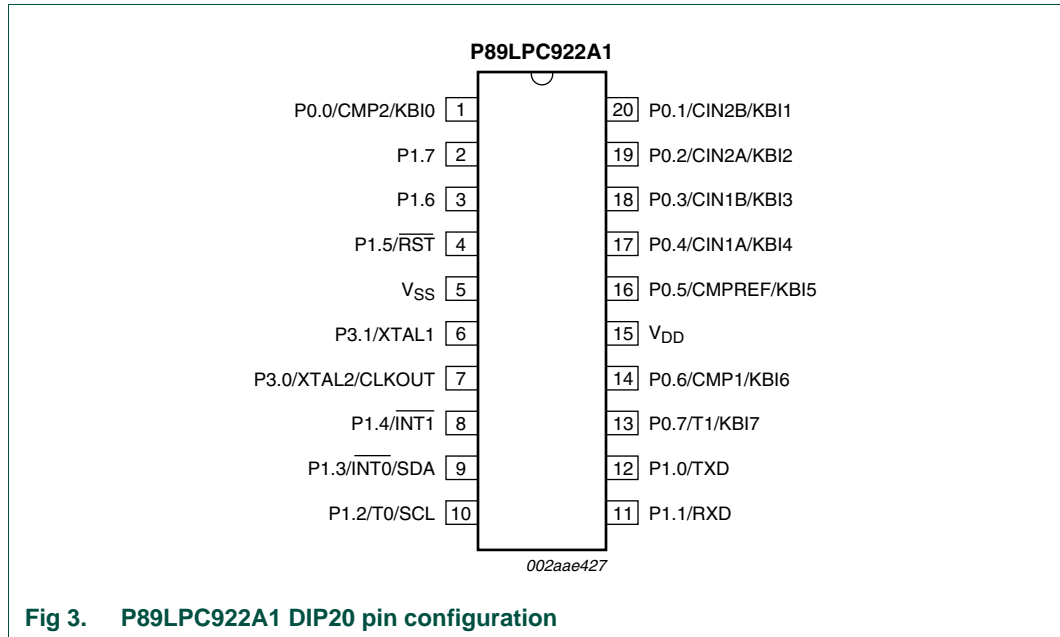 P89LPC922A1
P0.0/CMP2/KBI0 1 20 P0.1/CIN2B/KBI1
P1.7 2 19 P0.2/CIN2A/KBI2
P1.6 3 18 P0.3/CIN1B/KBI3
P1.5/RST 4 17 P0.4/CIN1A/KBI4
VSS 5 16 P0.5/CMPREF/KBI5
P3.1/XTAL1 6 15 VDD
P3.0/XTAL2/CLKOUT 7 14 P0.6/CMP1/KBI6
P1.4/INT1 8 13 P0.7/T1/KBI7
P1.3/INT0/SDA 9 12 P1.0/TXD
P1.2/T0/SCL 10 11 P1.1/RXD
002aae427
Fig 3. P89LPC922A1 DIP20 pin configuration